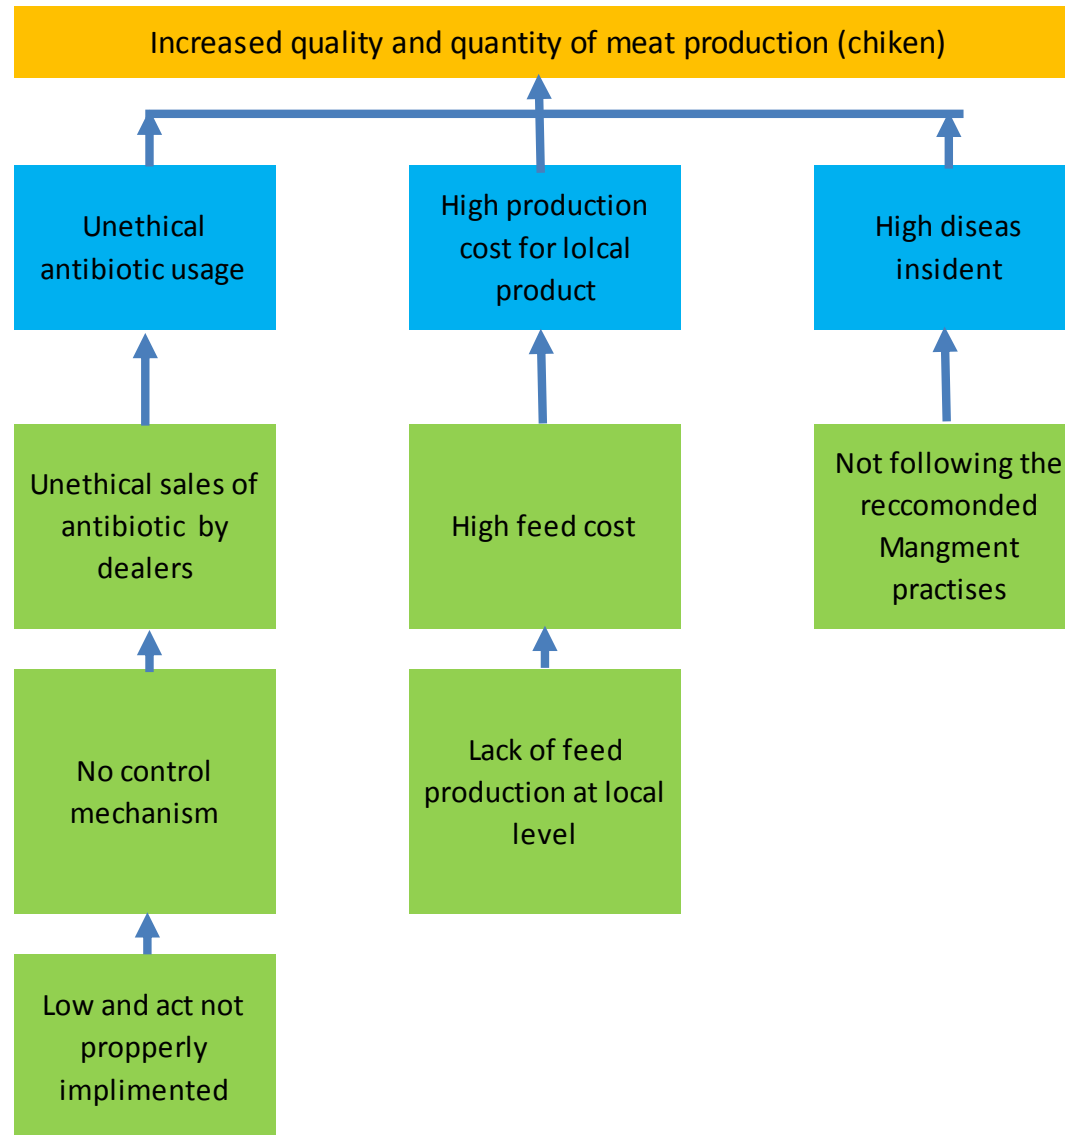 Increased quality and quantity of meat production (chiken)
Unethical
antibiotic usage
High production
cost for lolcal
product
High diseas
insident
Unethical sales of
antibiotic by
dealers
High feed cost
Not following the
reccomonded
Mangment
practises
No control
mechanism
Lack of feed
production at local
level
Low and act not
propperly
implimented